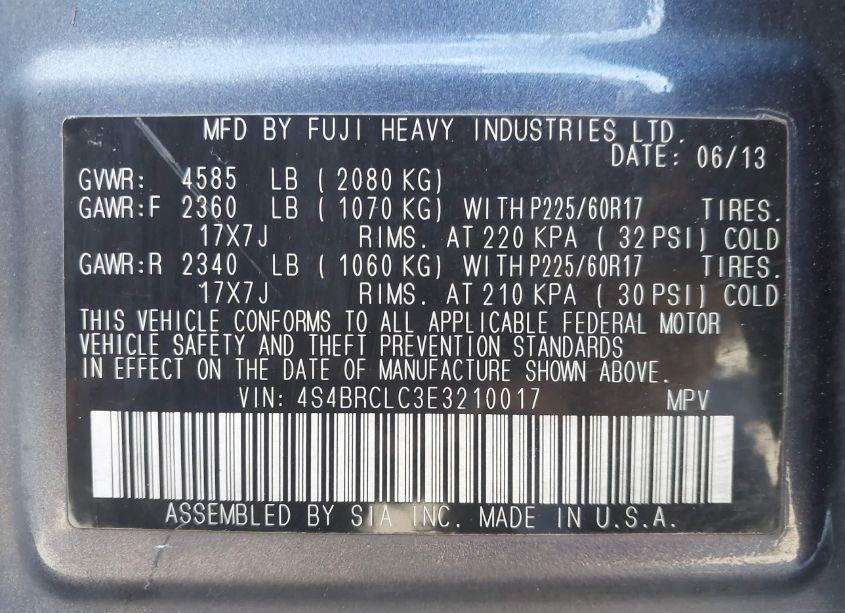 MFD BY FUJI HEAVY INDUSTRIES LTD.
DATE: 06/13
GVWR: 4585 LB ( 2080 KG)
GAWR:F 2360 LB ( 1070 KG) WITH P225/60R17 TIRES.
17X7J RIMS. AT 220 KPA ( 32 PSI) COLD
GAWR:R 2340 LB ( 1060 KG) WITH P225/60R17 TIRES.
17X7J RIMS. AT 210 KPA ( 30 PSI) COLD
THIS VEHICLE CONFORMS TO ALL APPLICABLE FEDERAL MOTOR
VEHICLE SAFETY AND THEFT PREVENTION STANDARDS
IN EFFECT ON THE DATE OF MANUFACTURE SHOWN ABOVE.
VIN: 4S4BRCLC3E3210017 MPV
ASSEMBLED BY SIA INC. MADE IN U.S.A.